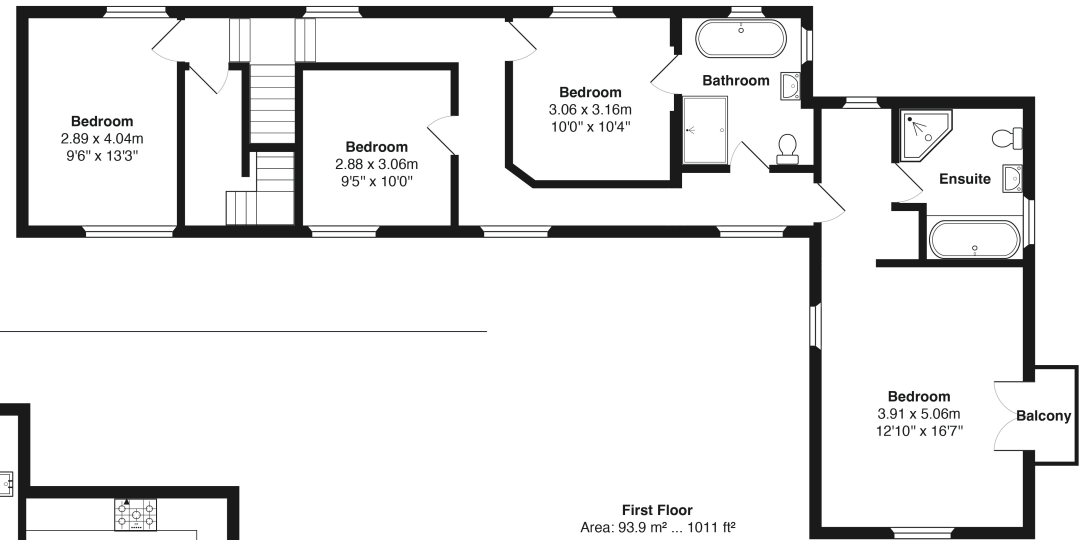 Bedroom
2.89 x 4.04m
9'6" x 13'3"
Bedroom
2.88 x 3.06m
9'5" x 10'0"
Bedroom
3.06 x 3.16m
10'0" x 10'4"
Bathroom
Ensuite
Bedroom
3.91 x 5.06m
12'10" x 16'7"
Balcony
First Floor
Area: 93.9 m² ... 1011 ft²